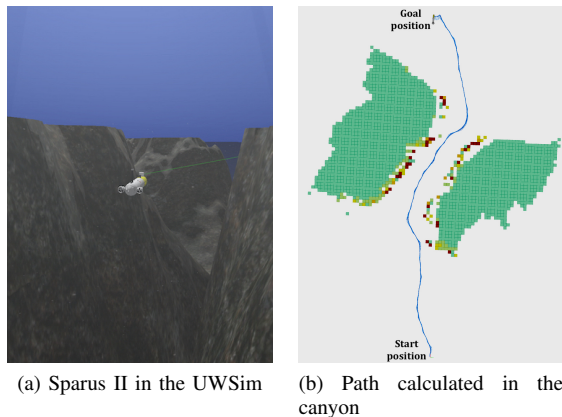 Goal
position
Start
position
(a) Sparus II in the UWSim
(b) Path calculated in the
canyon